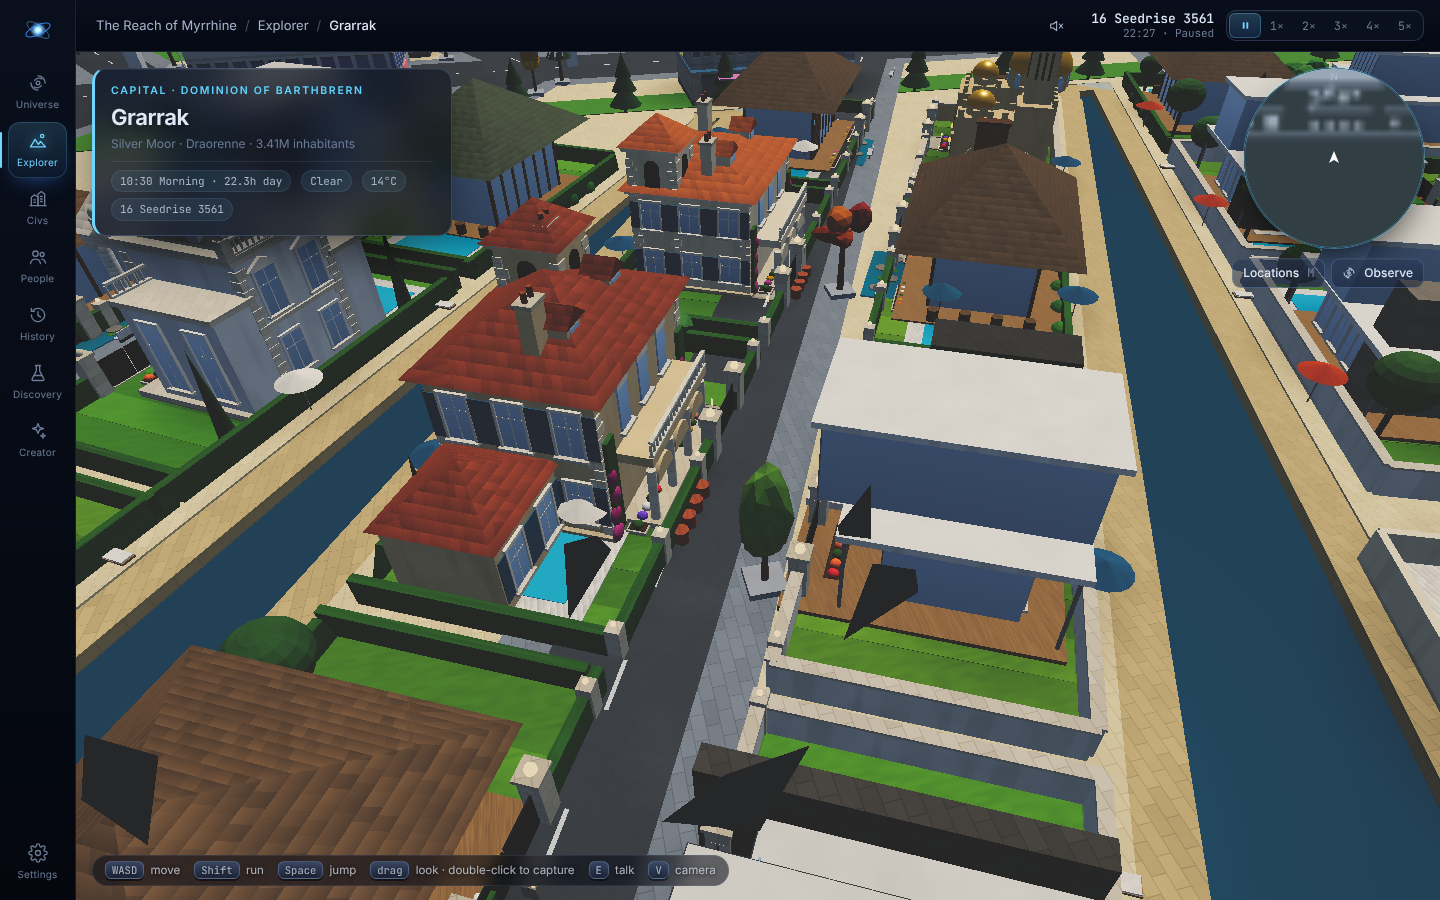 The Reach of Myrrhine / Explorer / Grarrak
16 Seedrise 3561
22:27 · Paused
1×
2×
3×
4×
5×
Universe
Explorer
Civs
People
History
Discovery
Creator
Settings
CAPITAL · DOMINION OF BARTHBRERN
Grarrak
Silver Moor · Draorenne · 3.41M inhabitants
10:30 Morning · 22.3h day
Clear
14°C
16 Seedrise 3561
N
Locations M
Observe
WASD move
Shift run
Space jump
drag look · double-click to capture
E talk
V camera